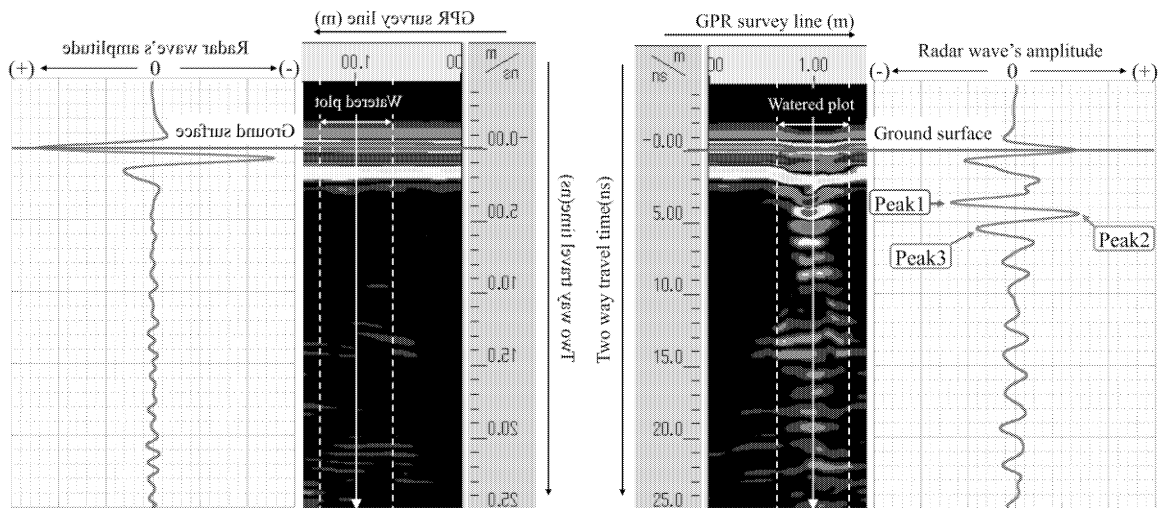 GPR survey line (m)
Radar wave's amplitude
(+) 0 (-)
m
ns
1.00
00
Watered plot
Ground surface
-0.00
5.00
10.0
15.0
20.0
25.0
Two way travel time(ns)
GPR survey line (m)
Radar wave's amplitude
(-) 0 (+)
m
ns
00
1.00
Watered plot
Ground surface
-0.00
5.00
10.0
15.0
20.0
25.0
Two way travel time(ns)
Peak1
Peak2
Peak3